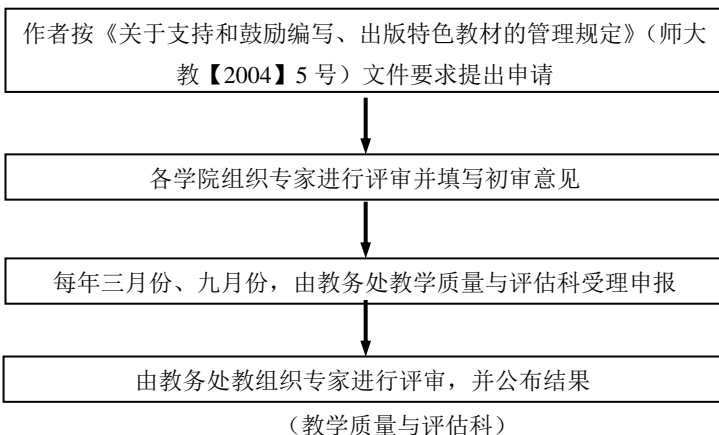 作者按《关于支持和鼓励编写、出版特色教材的管理规定》（师大
教【2004】5 号）文件要求提出申请
各学院组织专家进行评审并填写初审意见
每年三月份、九月份，由教务处教学质量与评估科受理申报
由教务处教组织专家进行评审，并公布结果
（教学质量与评估科）